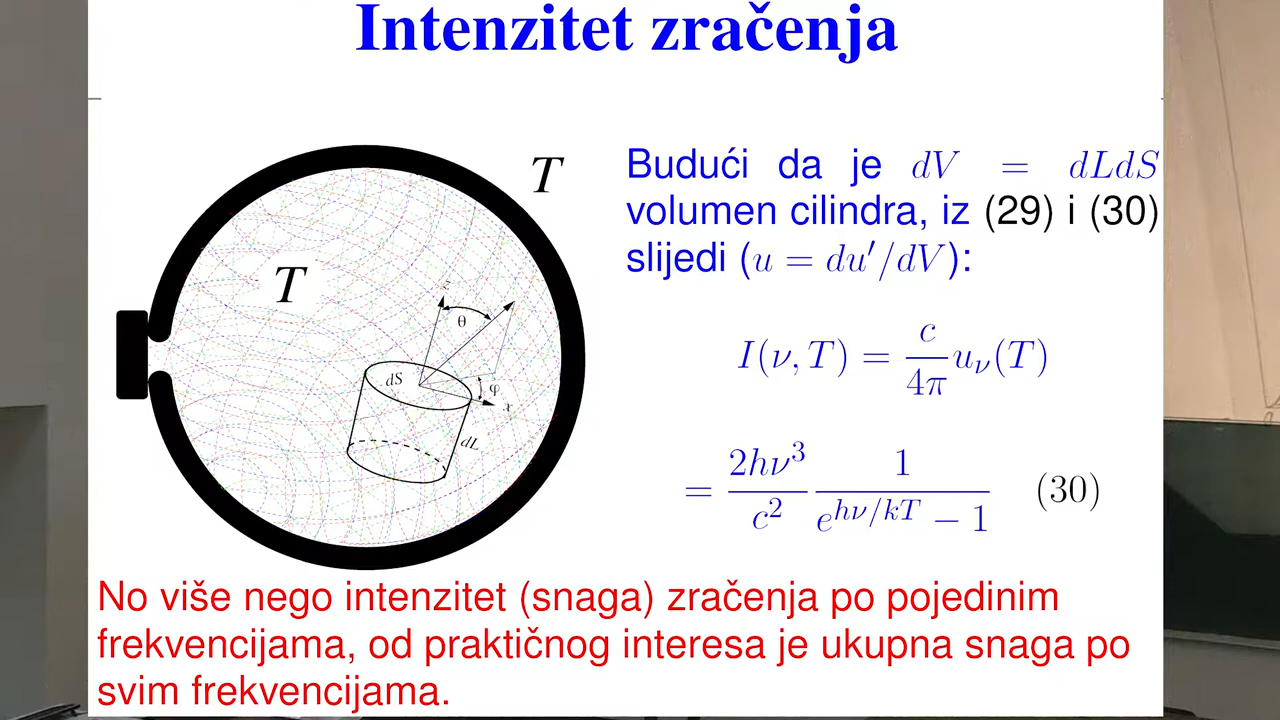 Intenzitet zračenja
T
T
z
θ
dS
φ
x
dL
Budući da je dV = dLdS
volumen cilindra, iz (29) i (30)
slijedi (u = du′/dV):
I(ν, T) = c/4π uν(T)
= 2hν³/c² 1/(e^{hν/kT} − 1) (30)
No više nego intenzitet (snaga) zračenja po pojedinim
frekvencijama, od praktičnog interesa je ukupna snaga po
svim frekvencijama.